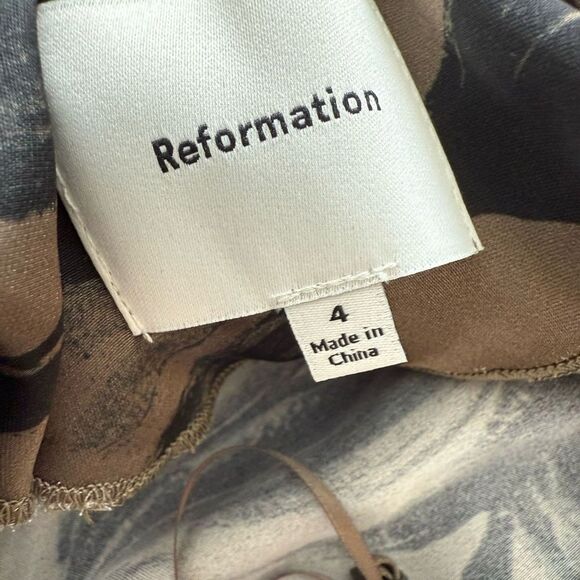 Reformation
4
Made in
China